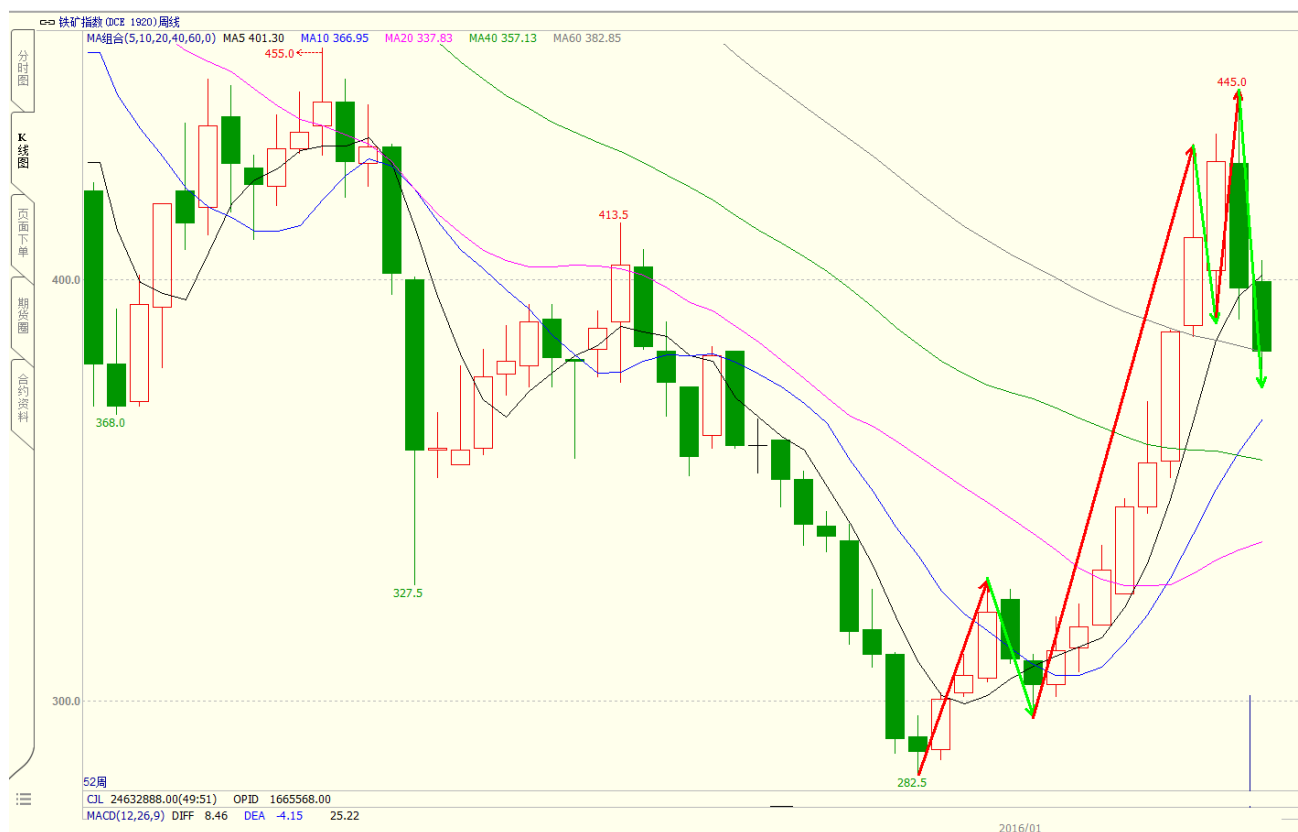 铁矿指数(DCE 1920)周线
MA组合(5,10,20,40,60,0) MA5 401.30 MA10 366.95 MA20 337.83 MA40 357.13 MA60 382.85
分时图
K线图
页面下单
期货圈
合约资料
455.0
445.0
413.5
400.0
368.0
327.5
300.0
282.5
52周
CJL 24632888.00(49:51) OPID 1665568.00
MACD(12,26,9) DIFF 8.46 DEA -4.15 25.22
2016/01